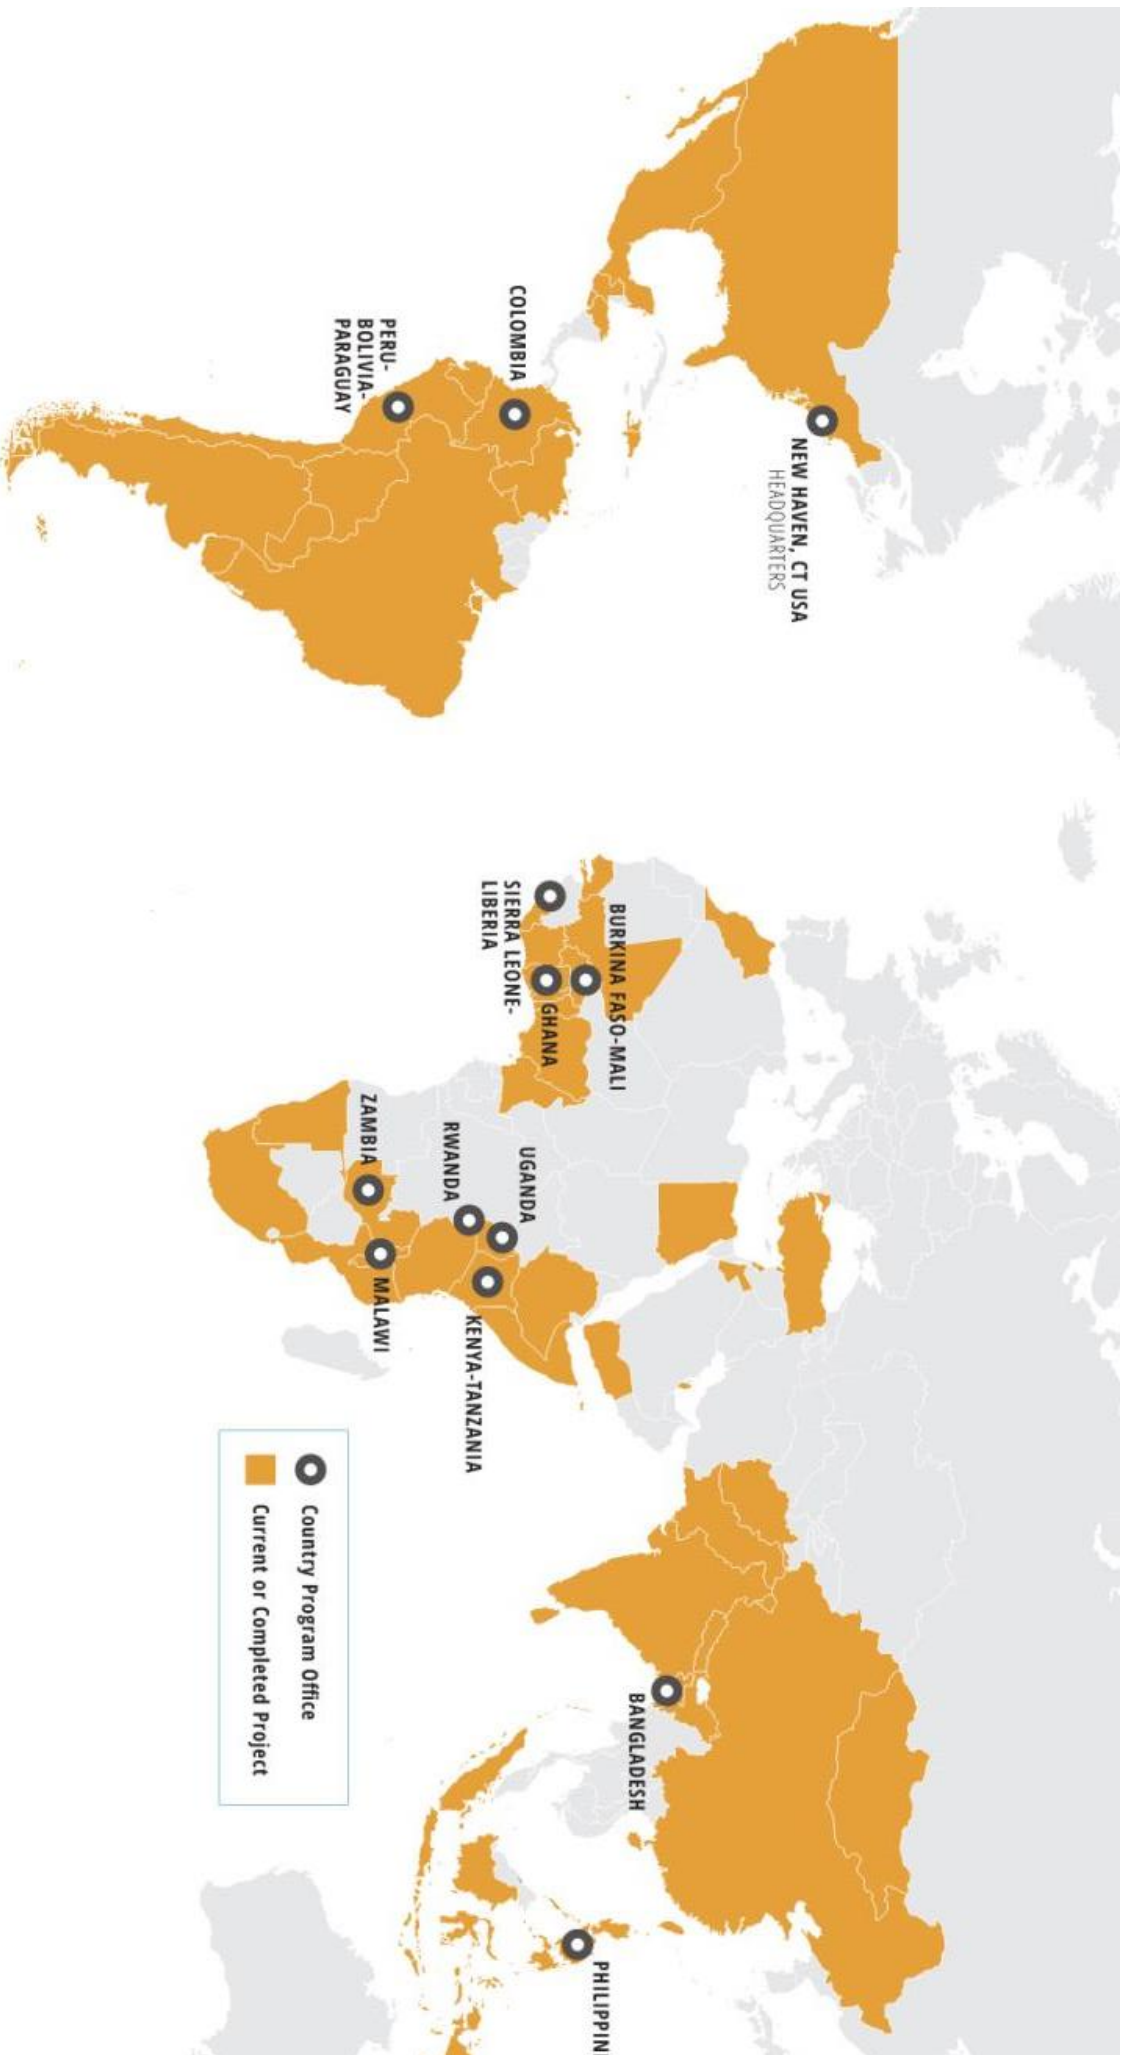 NEW HAVEN, CT USA
HEADQUARTERS
COLOMBIA
PERU-
BOLIVIA-
PARAGUAY
BURKINA FASO-MALI
GHANA
SIERRA LEONE-
LIBERIA
UGANDA
RWANDA
ZAMBIA
KENYA-TANZANIA
MALAWI
BANGLADESH
PHILIPPIN
Country Program Office
Current or Completed Project